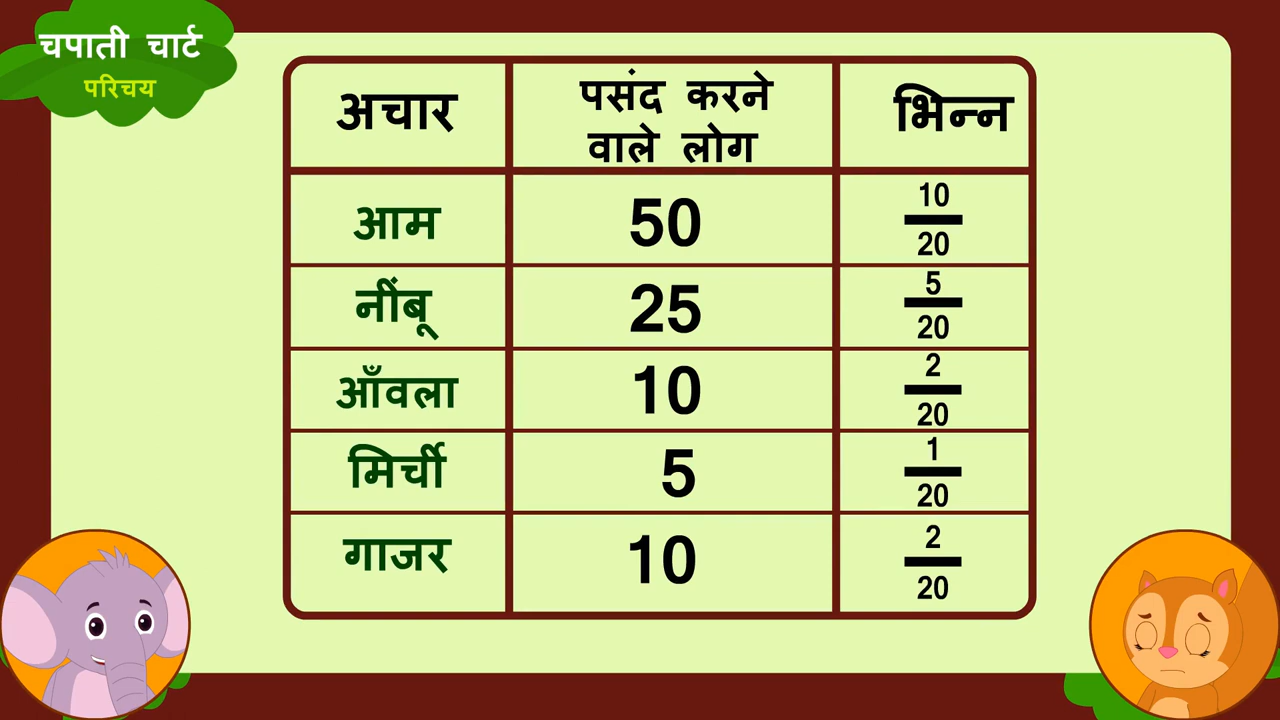 चपाती चार्ट
परिचय
अचार पसंद करने वाले लोग भिन्न
आम 50 10/20
नींबू 25 5/20
आँवला 10 2/20
मिर्ची 5 1/20
गाजर 10 2/20